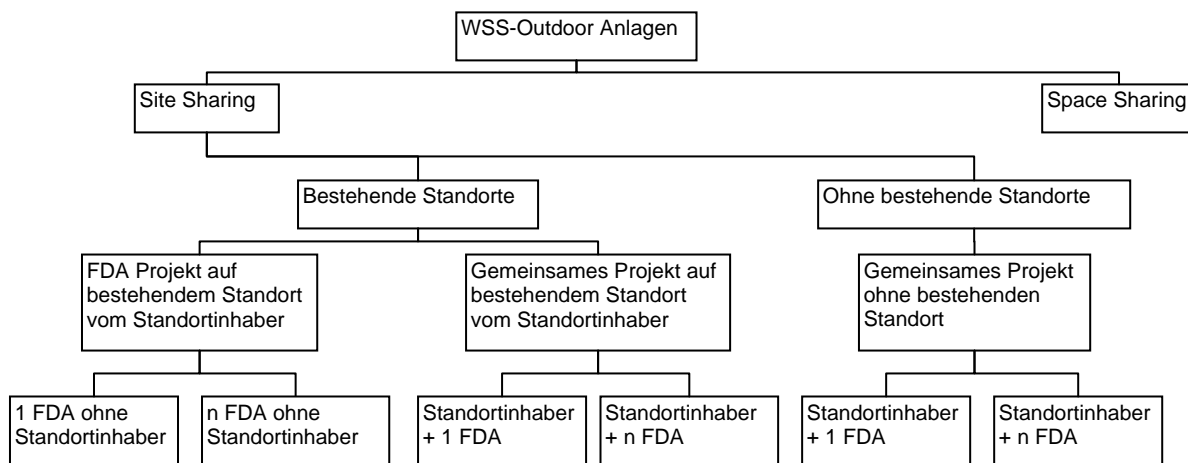 WSS-Outdoor Anlagen
Site Sharing
Space Sharing
Bestehende Standorte
Ohne bestehende Standorte
FDA Projekt auf
bestehendem Standort
vom Standortinhaber
Gemeinsames Projekt auf
bestehendem Standort
vom Standortinhaber
Gemeinsames Projekt
ohne bestehenden
Standort
1 FDA ohne
Standortinhaber
n FDA ohne
Standortinhaber
Standortinhaber
+ 1 FDA
Standortinhaber
+ n FDA
Standortinhaber
+ 1 FDA
Standortinhaber
+ n FDA